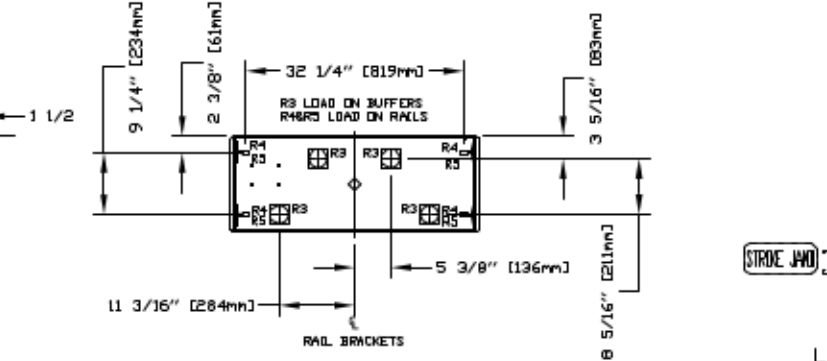 9 1/4" [234mm]
2 3/8" [61mm]
32 1/4" [819mm]
3 5/16" [83mm]
1 1/2
R3 LOAD ON BUFFERS
R4&R5 LOAD ON RAILS
R4
R5
R3
R3
R4
R5
R4
R5
R3
R3
R4
R5
5 3/8" [136mm]
8 5/16" [211mm]
11 3/16" [284mm]
RAIL BRACKETS
STROKE